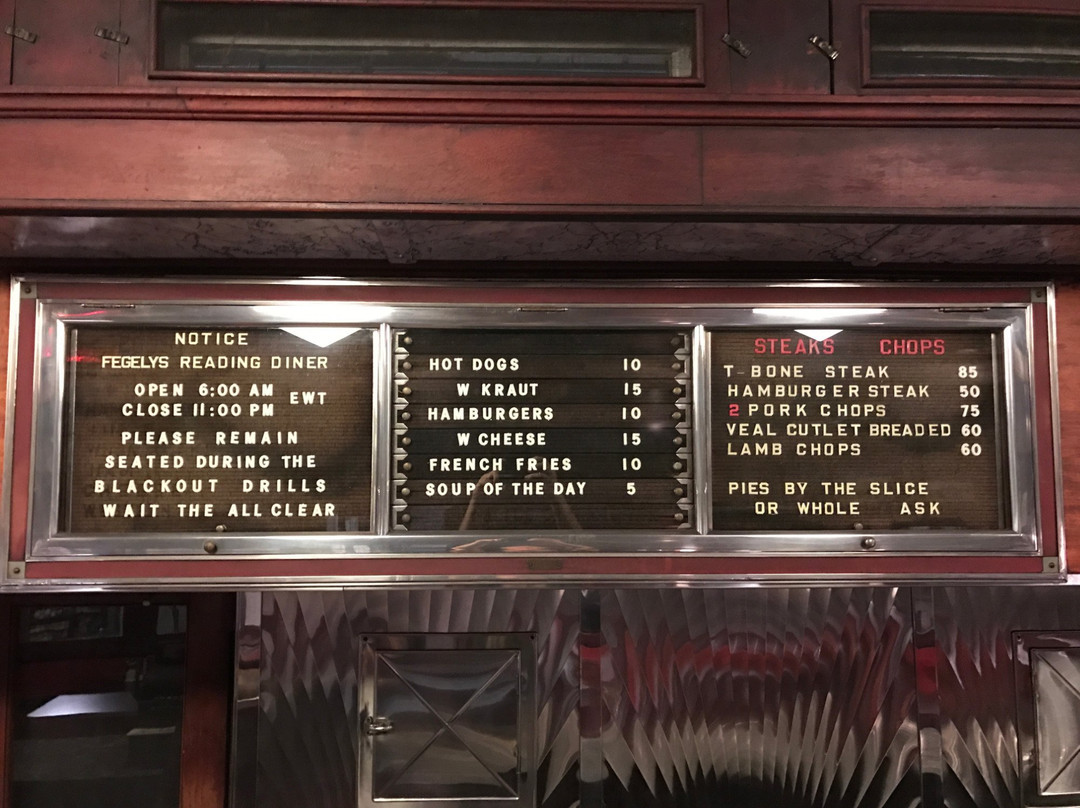 NOTICE
FEGELYS READING DINER
OPEN 6:00 AM
EWT
CLOSE 11:00 PM
PLEASE REMAIN
SEATED DURING THE
BLACKOUT DRILLS
WAIT THE ALL CLEAR
HOT DOGS 10
W KRAUT 15
HAMBURGERS 10
W CHEESE 15
FRENCH FRIES 10
SOUP OF THE DAY 5
STEAKS CHOPS
T-BONE STEAK 85
HAMBURGER STEAK 50
2 PORK CHOPS 75
VEAL CUTLET BREADED 60
LAMB CHOPS 60
PIES BY THE SLICE
OR WHOLE ASK